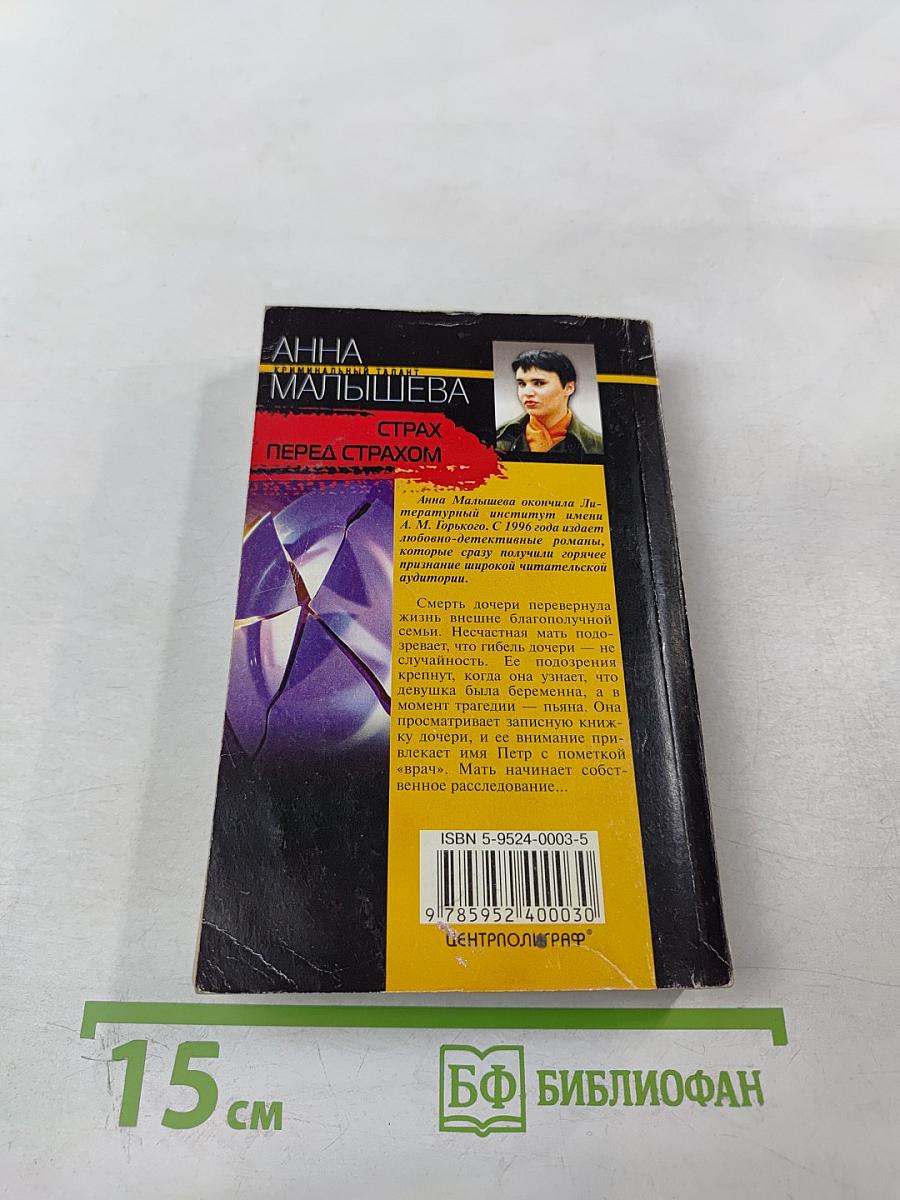 АННА
КРИМИНАЛЬНЫЙ ТАЛАНТ
МАЛЫШЕВА
СТРАХ
ПЕРЕД СТРАХОМ
Анна Малышева окончила Ли-
тературный институт имени
А. М. Горького. С 1996 года издает
любовно-детективные романы,
которые сразу получили горячее
признание широкой читательской
аудитории.
Смерть дочери перевернула
жизнь внешне благополучной
семьи. Несчастная мать подо-
зревает, что гибель дочери — не
случайность. Ее подозрения
крепнут, когда она узнает, что
девушка была беременна, а в
момент трагедии — пьяна. Она
просматривает записную книж-
ку дочери, и ее внимание при-
влекает имя Петр с пометкой
«врач». Мать начинает собст-
венное расследование...
ISBN 5-9524-0003-5
9 785952 400030
ЦЕНТРПОЛИГРАФ®
15 см
БФ БИБЛИОФАН